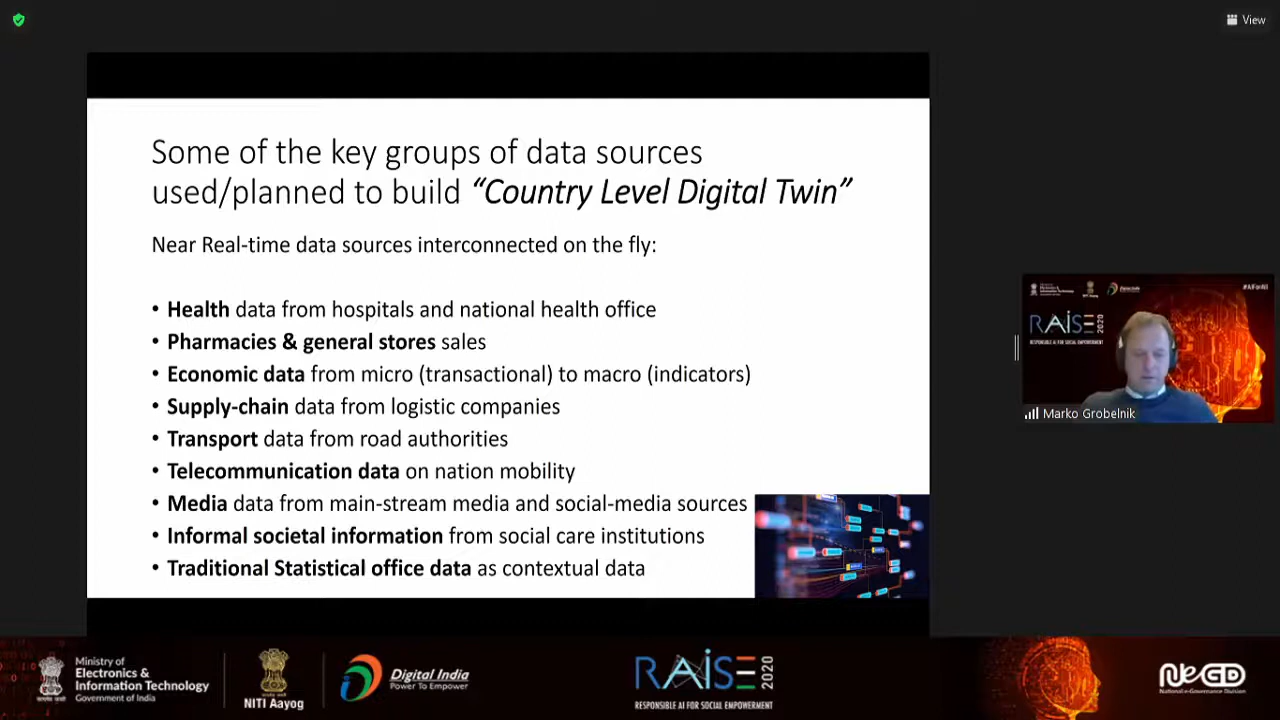 View
Some of the key groups of data sources
used/planned to build “Country Level Digital Twin”
Near Real-time data sources interconnected on the fly:
• Health data from hospitals and national health office
• Pharmacies & general stores sales
• Economic data from micro (transactional) to macro (indicators)
• Supply-chain data from logistic companies
• Transport data from road authorities
• Telecommunication data on nation mobility
• Media data from main-stream media and social-media sources
• Informal societal information from social care institutions
• Traditional Statistical office data as contextual data
#AIForAll
RAISE 2020
RESPONSIBLE AI FOR SOCIAL EMPOWERMENT
Marko Grobelnik
Ministry of
Electronics &
Information Technology
Government of India
NITI Aayog
Digital India
Power To Empower
RAISE 2020
RESPONSIBLE AI FOR SOCIAL EMPOWERMENT
NeGD
National e-Governance Division